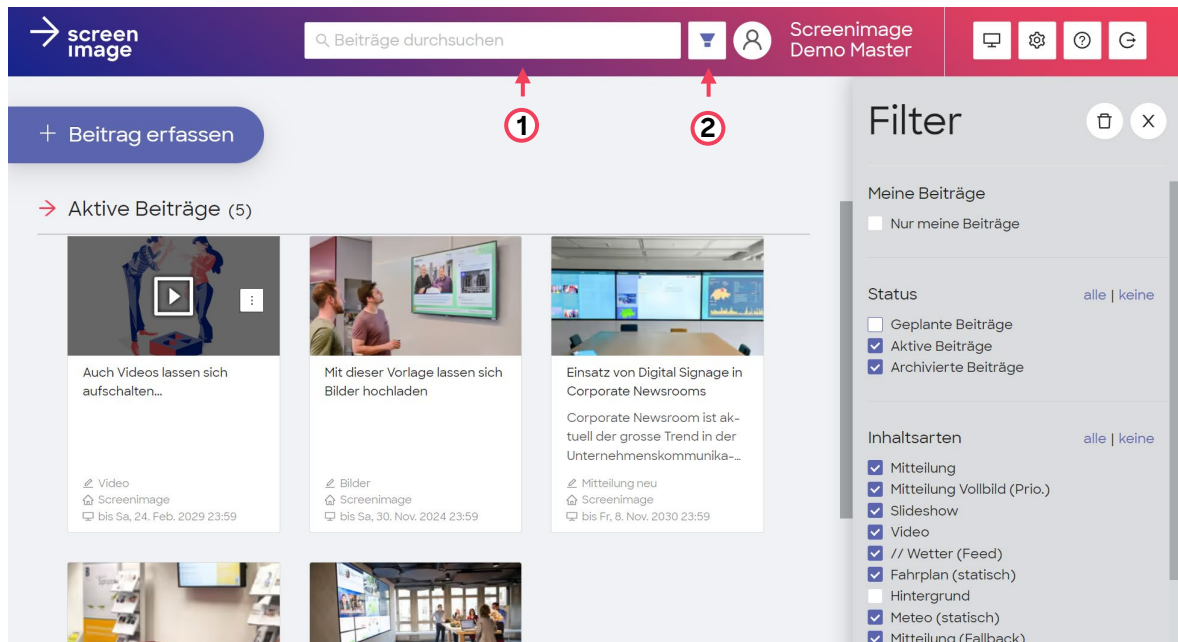 screen
image
Beiträge durchsuchen
Screenimage
Demo Master
1
2
+ Beitrag erfassen
Aktive Beiträge (5)
Auch Videos lassen sich
aufschalten...
Video
Screenimage
bis Sa, 24. Feb. 2029 23:59
Mit dieser Vorlage lassen sich
Bilder hochladen
Bilder
Screenimage
bis Sa, 30. Nov. 2024 23:59
Einsatz von Digital Signage in
Corporate Newsrooms
Corporate Newsroom ist ak-
tuell der grosse Trend in der
Unternehmenskommunika-...
Mitteilung neu
Screenimage
bis Fr, 8. Nov. 2030 23:59
Filter
X
Meine Beiträge
Nur meine Beiträge
Status
alle | keine
Geplante Beiträge
Aktive Beiträge
Archivierte Beiträge
Inhaltsarten
alle | keine
Mitteilung
Mitteilung Vollbild (Prio.)
Slideshow
Video
// Wetter (Feed)
Fahrplan (statisch)
Hintergrund
Meteo (statisch)
Mitteilung (Fallback)